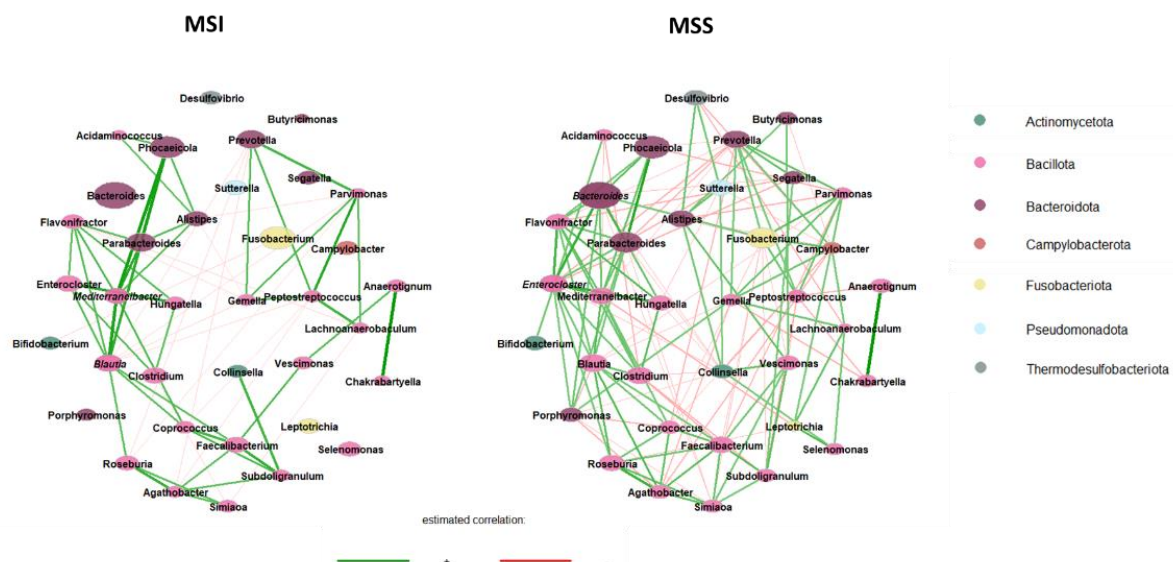 MSI
MSS
Desulfovibrio
Butyricimonas
Acidaminococcus
Prevotella
Phocaeicola
Segatella
Sutterella
Parvimonas
Bacteroides
Alistipes
Flavonifractor
Fusobacterium
Parabacteroides
Campylobacter
Enterocloster
Anaerotignum
Mediterranelbacter
Hungatella
Gemella
Peptostreptococcus
Lachnoanaerobaculum
Bifidobacterium
Blautia
Vescimonas
Clostridium
Collinsella
Chakrabartyella
Porphyromonas
Coprococcus
Leptotrichia
Faecalibacterium
Selenomonas
Roseburia
Subdoligranulum
Agathobacter
Simiaoa
Desulfovibrio
Butyricimonas
Acidaminococcus
Prevotella
Phocaeicola
Segatella
Sutterella
Parvimonas
Bacteroides
Alistipes
Flavonifractor
Fusobacterium
Parabacteroides
Campylobacter
Enterocloster
Anaerotignum
Mediterranelbacter
Hungatella
Gemella
Peptostreptococcus
Lachnoanaerobaculum
Bifidobacterium
Blautia
Vescimonas
Clostridium
Collinsella
Chakrabartyella
Porphyromonas
Coprococcus
Leptotrichia
Faecalibacterium
Selenomonas
Roseburia
Subdoligranulum
Agathobacter
Simiaoa
Actinomycetota
Bacillota
Bacteroidota
Campylobacterota
Fusobacteriota
Pseudomonadota
Thermodesulfobacteriota
estimated correlation: